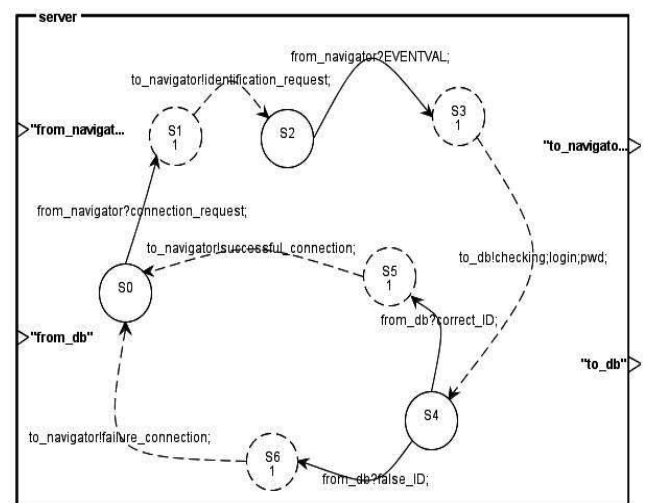 server
from_navigator?EVENTVAL;
to_navigator!identification_request;
"from_navigat...
S1
1
S2
S3
1
"to_navigato...
from_navigator?connection_request;
to_navigator!successful_connection;
S5
1
to_db!checking;login;pwd;
S0
from_db?correct_ID;
"from_db"
"to_db"
S4
to_navigator!failure_connection;
S6
1
from_db?false_ID;